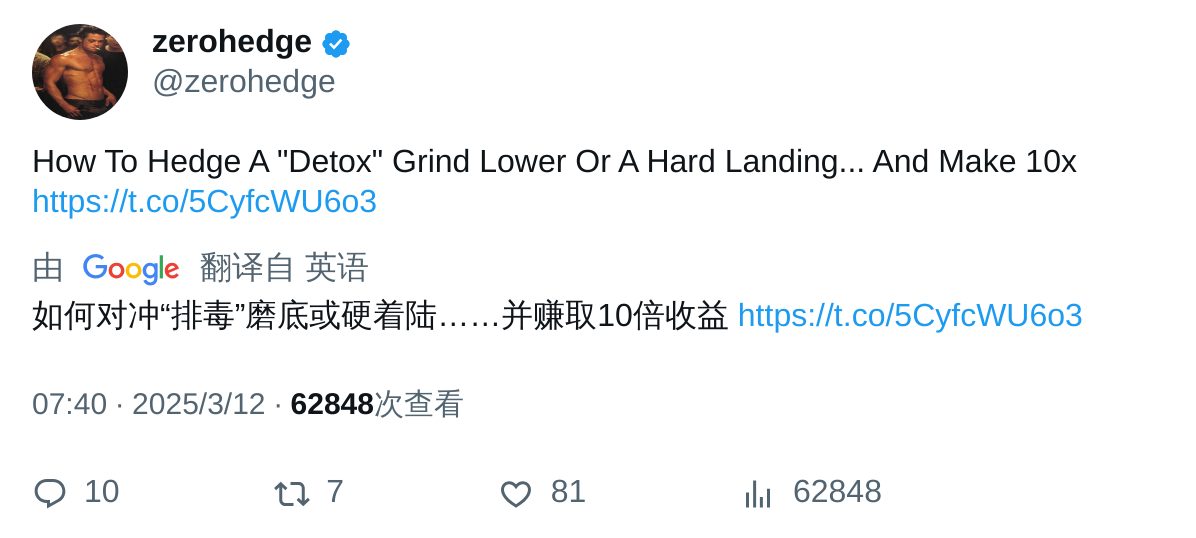 zerohedge
@zerohedge
How To Hedge A "Detox" Grind Lower Or A Hard Landing... And Make 10x
https://t.co/5CyfcWU6o3
由 Google 翻译自 英语
如何对冲“排毒”磨底或硬着陆……并赚取10倍收益 https://t.co/5CyfcWU6o3
07:40 · 2025/3/12 · 62848次查看
10 7 81 62848